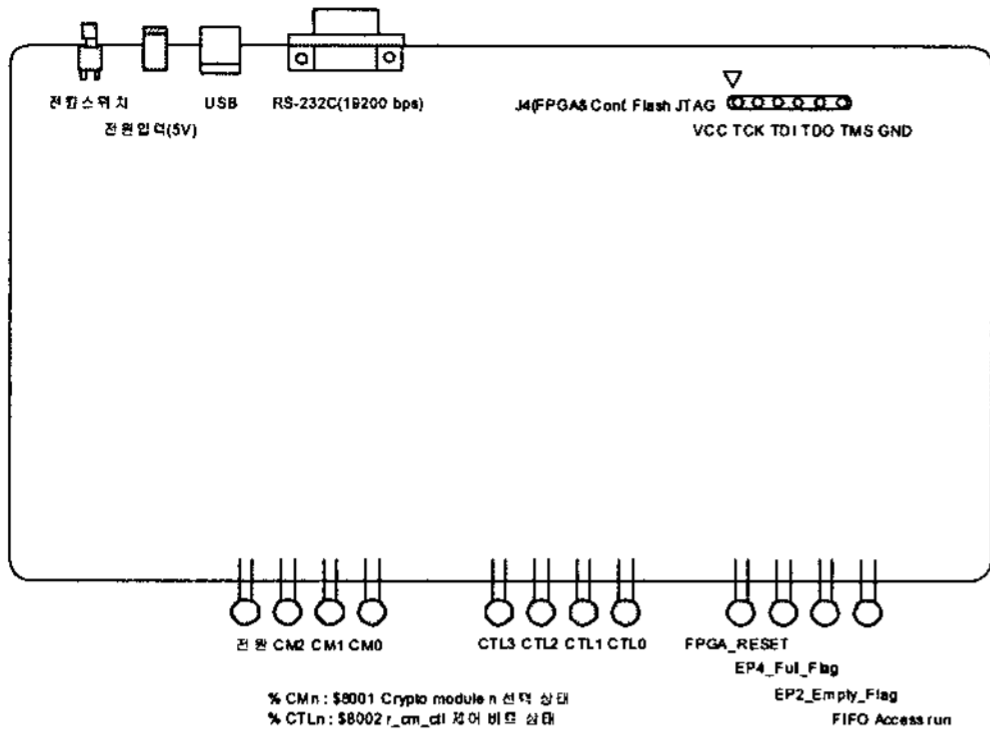 전원스위치
USB
RS-232C(19200 bps)
J4(FPGA&Conf. Flash JTAG
전원입력(5V)
VCC TCK TDI TDO TMS GND
전원 CM2 CM1 CM0
CTL3 CTL2 CTL1 CTL0
FPGA_RESET
EP4_Full_Flag
EP2_Empty_Flag
FIFO Access run
% CMn : $8001 Crypto module n 선택 상태
% CTLn : $8002 r_cm_ctl 제어 비트 상태